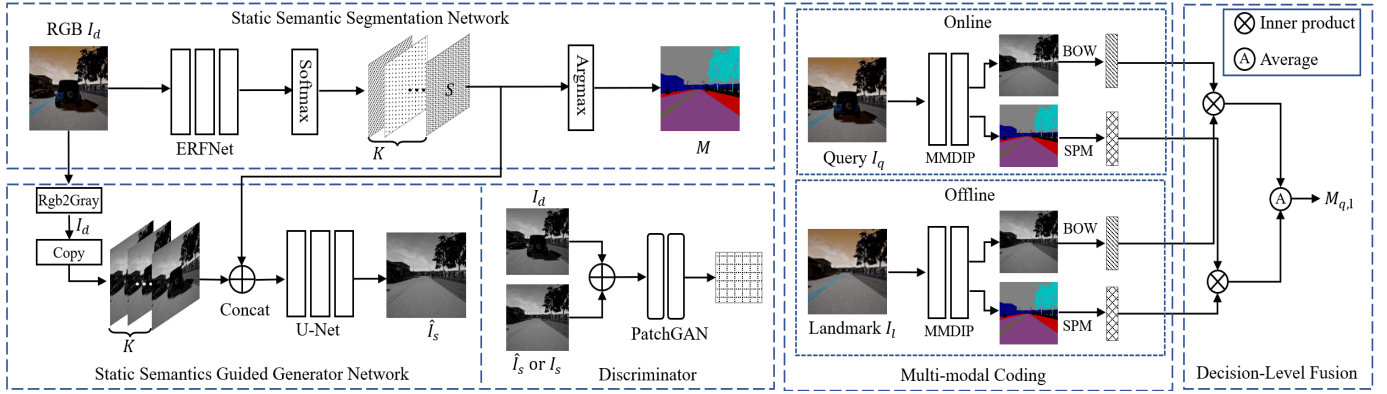 Static Semantic Segmentation Network
RGB I_d
ERFNet
Softmax
K
S
Argmax
M
Rgb2Gray
I_d
Copy
K
Concat
U-Net
Î_s
Static Semantics Guided Generator Network
I_d
Î_s or I_s
PatchGAN
Discriminator
Online
Query I_q
MMDIP
BOW
SPM
Offline
Landmark I_l
MMDIP
BOW
SPM
Multi-modal Coding
Inner product
A Average
A
M_q,l
Decision-Level Fusion